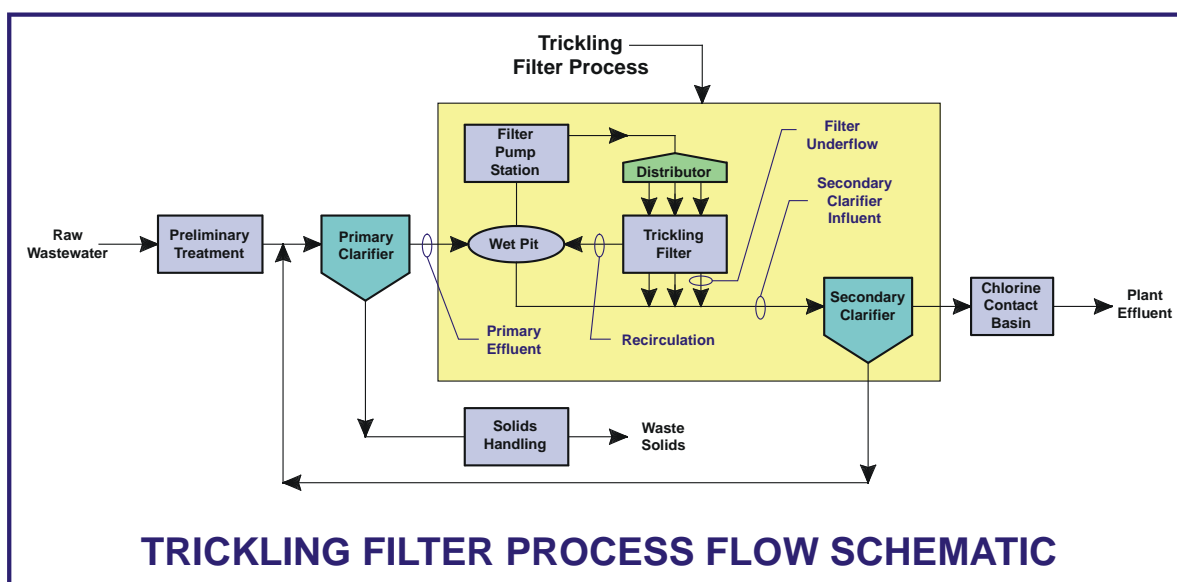 Trickling
Filter Process
Filter
Pump
Station
Distributor
Filter
Underflow
Secondary
Clarifier
Influent
Raw
Wastewater
Preliminary
Treatment
Primary
Clarifier
Wet Pit
Trickling
Filter
Secondary
Clarifier
Chlorine
Contact
Basin
Plant
Effluent
Primary
Effluent
Recirculation
Solids
Handling
Waste
Solids
TRICKLING FILTER PROCESS FLOW SCHEMATIC